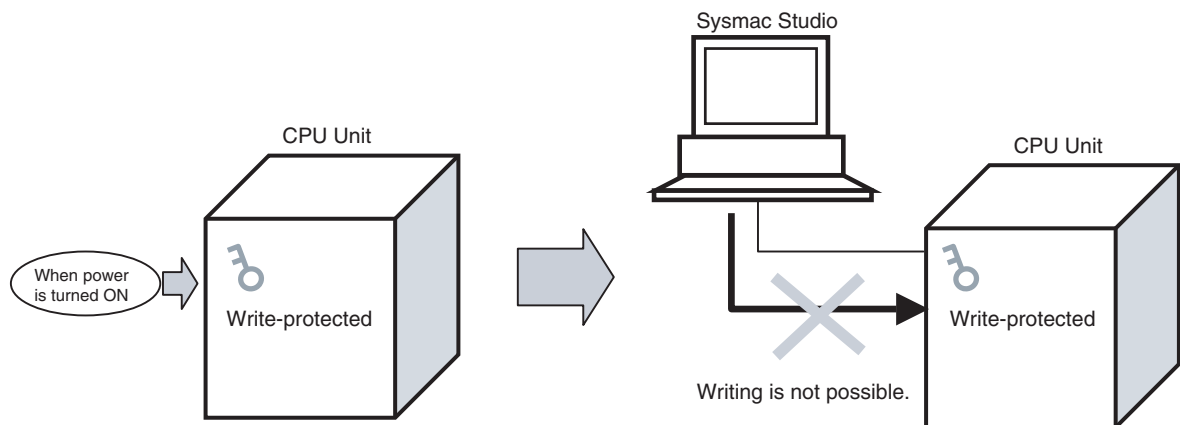 Sysmac Studio
CPU Unit
CPU Unit
When power
is turned ON
Write-protected
Write-protected
Writing is not possible.